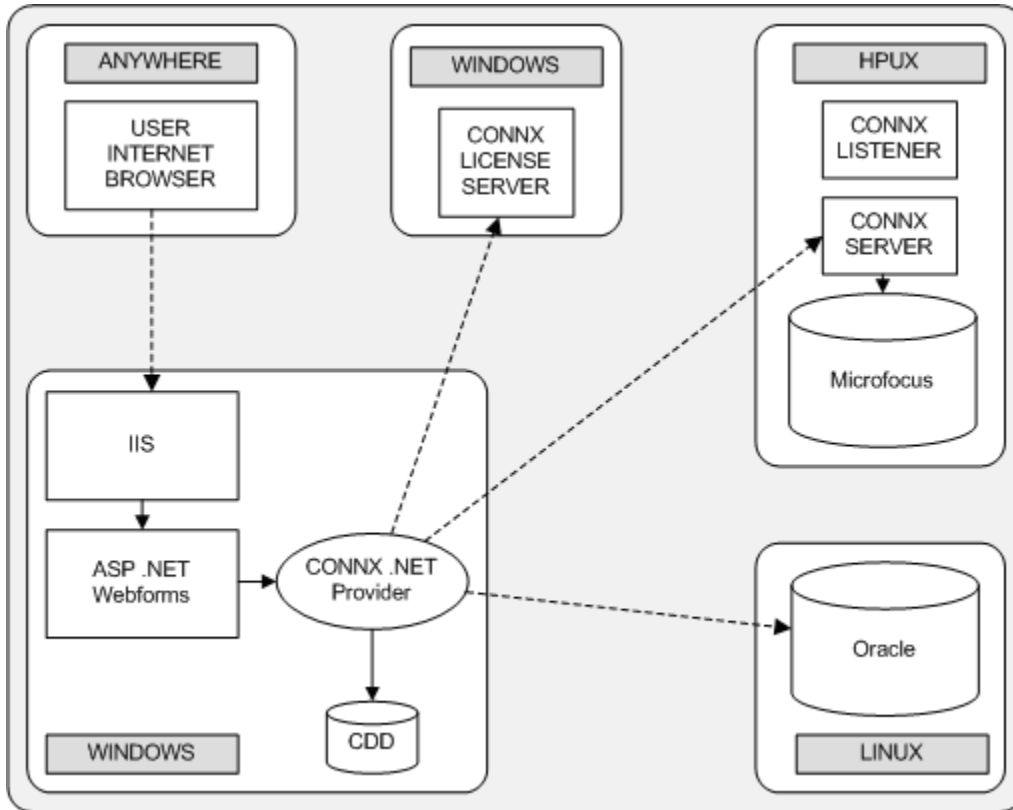 ANYWHERE
USER
INTERNET
BROWSER
WINDOWS
CONNX
LICENSE
SERVER
HPUX
CONNX
LISTENER
CONNX
SERVER
Microfocus
IIS
ASP .NET
Webforms
CONNX .NET
Provider
CDD
WINDOWS
Oracle
LINUX